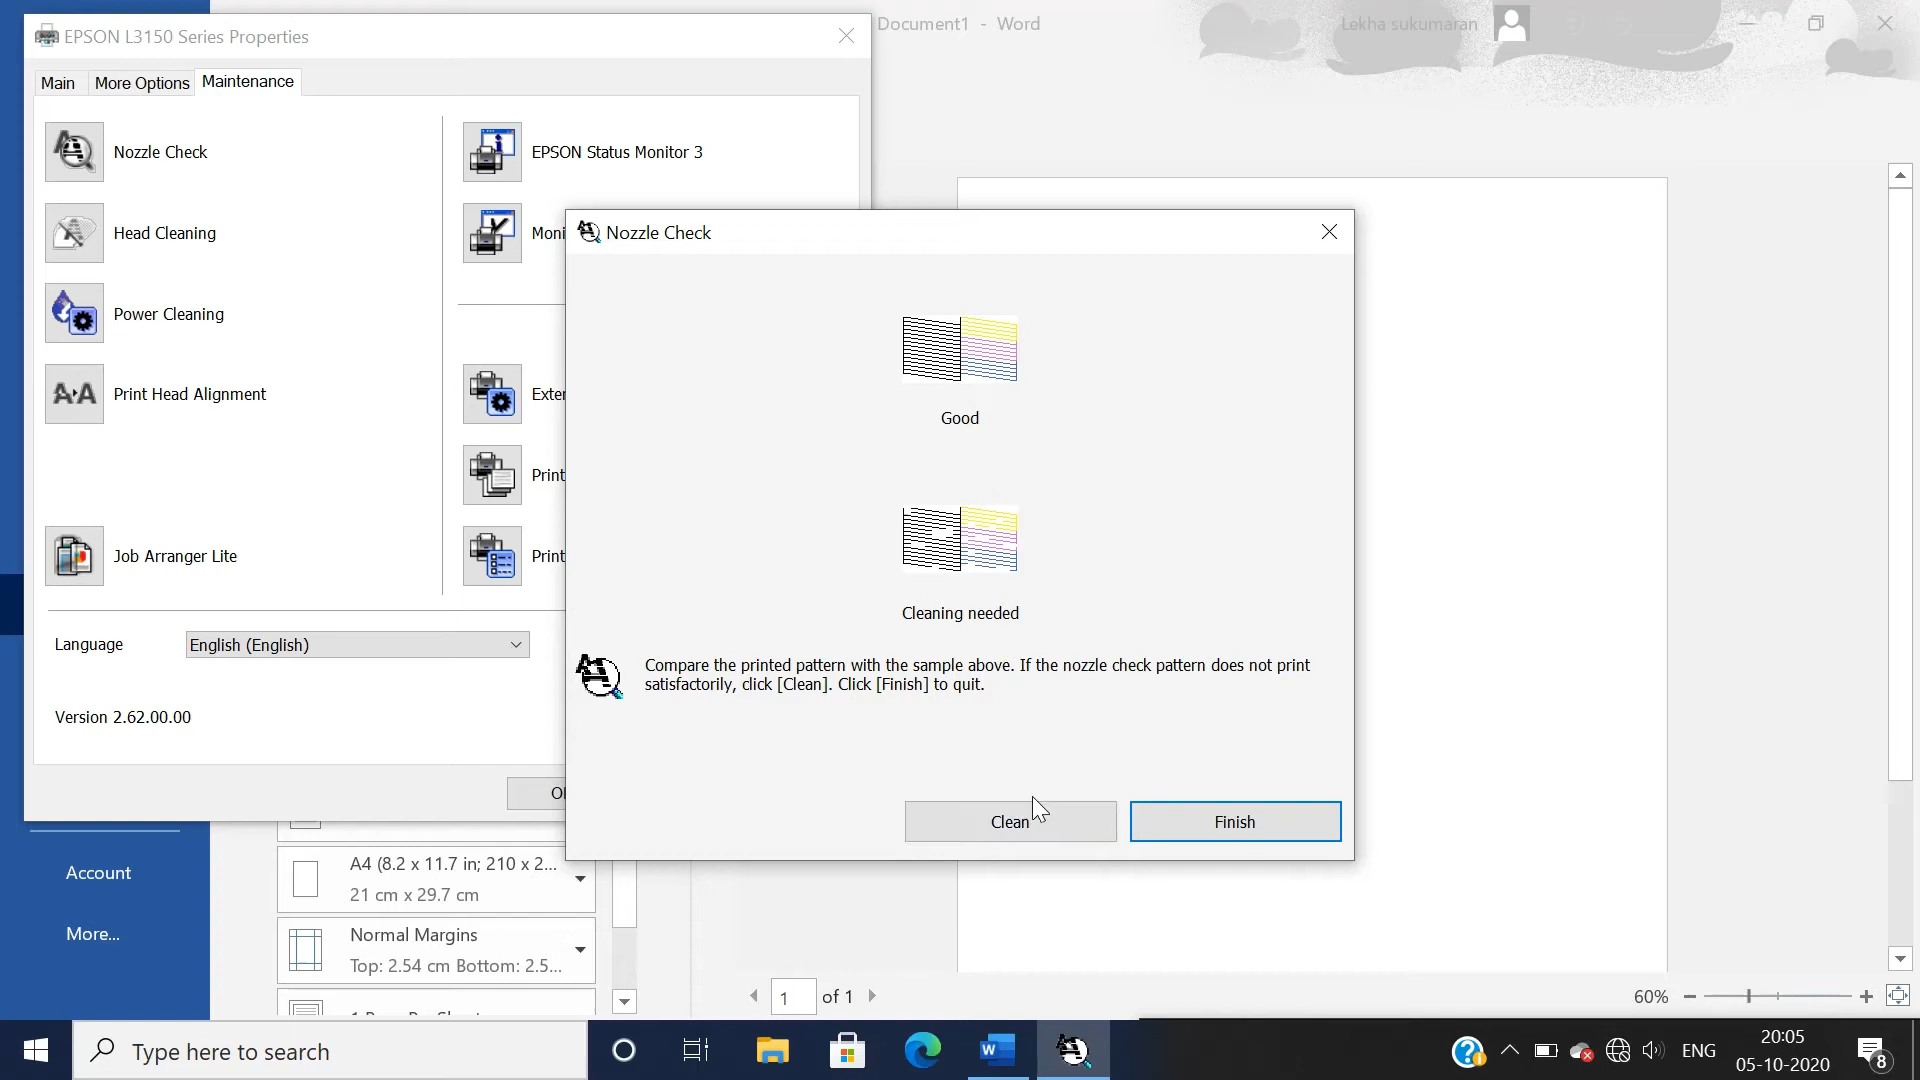 EPSON L3150 Series Properties
Document1 - Word
Lekha sukumaran
Main
More Options
Maintenance
Nozzle Check
EPSON Status Monitor 3
Head Cleaning
Moni
Nozzle Check
Power Cleaning
Print Head Alignment
Exter
Good
Print
Job Arranger Lite
Print
Cleaning needed
Language
English (English)
Compare the printed pattern with the sample above. If the nozzle check pattern does not print
satisfactorily, click [Clean]. Click [Finish] to quit.
Version 2.62.00.00
Clean
Finish
A4 (8.2 x 11.7 in; 210 x 2...
21 cm x 29.7 cm
Account
Normal Margins
Top: 2.54 cm Bottom: 2.5...
More...
1
of 1
60%
Type here to search
W
ENG
20:05
05-10-2020
8